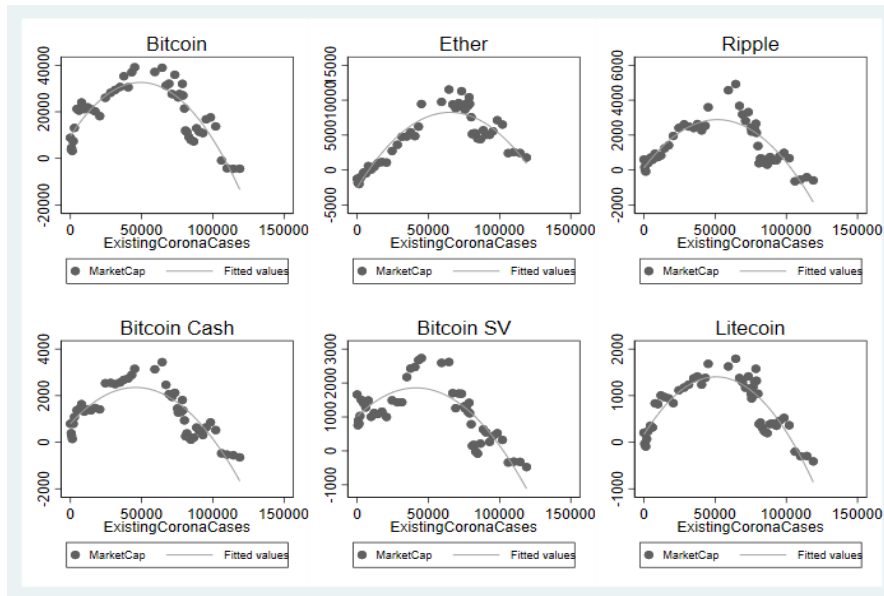 Bitcoin
40000
20000
0
-20000
0 50000 100000 150000
ExistingCoronaCases
MarketCap Fitted values
Ether
15000
10000
5000
0
-5000
0 50000 100000 150000
ExistingCoronaCases
MarketCap Fitted values
Ripple
6000
4000
2000
0
-2000
0 50000 100000 150000
ExistingCoronaCases
MarketCap Fitted values
Bitcoin Cash
4000
2000
0
-2000
0 50000 100000 150000
ExistingCoronaCases
MarketCap Fitted values
Bitcoin SV
3000
2000
1000
0
-1000
0 50000 100000 150000
ExistingCoronaCases
MarketCap Fitted values
Litecoin
2000
1000
0
-1000
0 50000 100000 150000
ExistingCoronaCases
MarketCap Fitted values